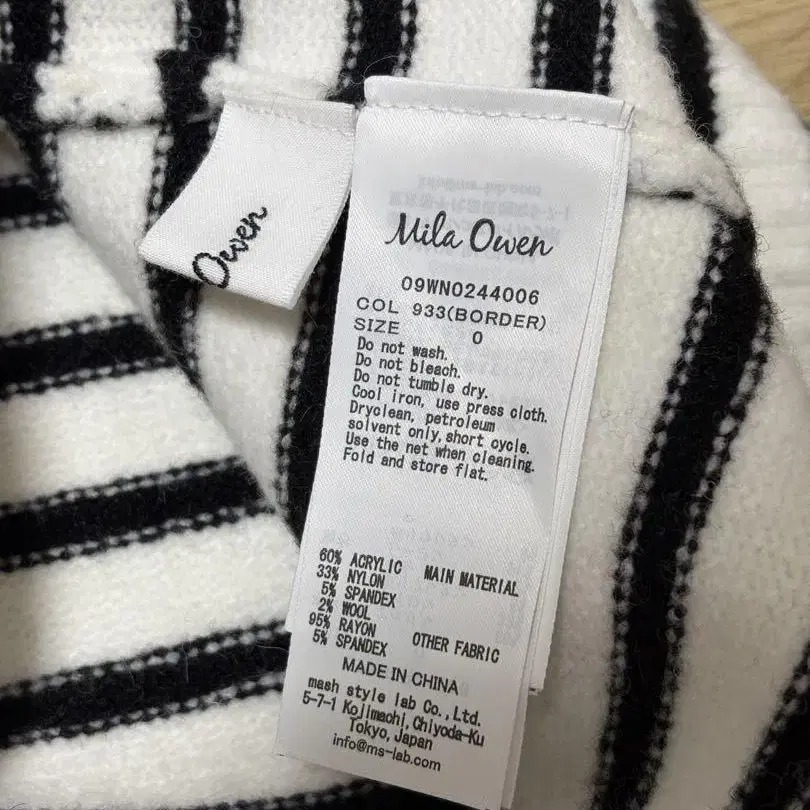 Owen
Mila Owen
09WN0244006
COL 933(BORDER)
SIZE 0
Do not wash.
Do not bleach.
Do not tumble dry.
Cool iron, use press cloth.
Dryclean, petroleum
solvent only, short cycle.
Use the net when cleaning.
Fold and store flat.
60% ACRYLIC MAIN MATERIAL
33% NYLON
5% SPANDEX
2% WOOL
95% RAYON OTHER FABRIC
5% SPANDEX
MADE IN CHINA
mash style lab Co., Ltd.
5-7-1 Kojimachi, Chiyoda-Ku
Tokyo, Japan
info@ms-lab.com